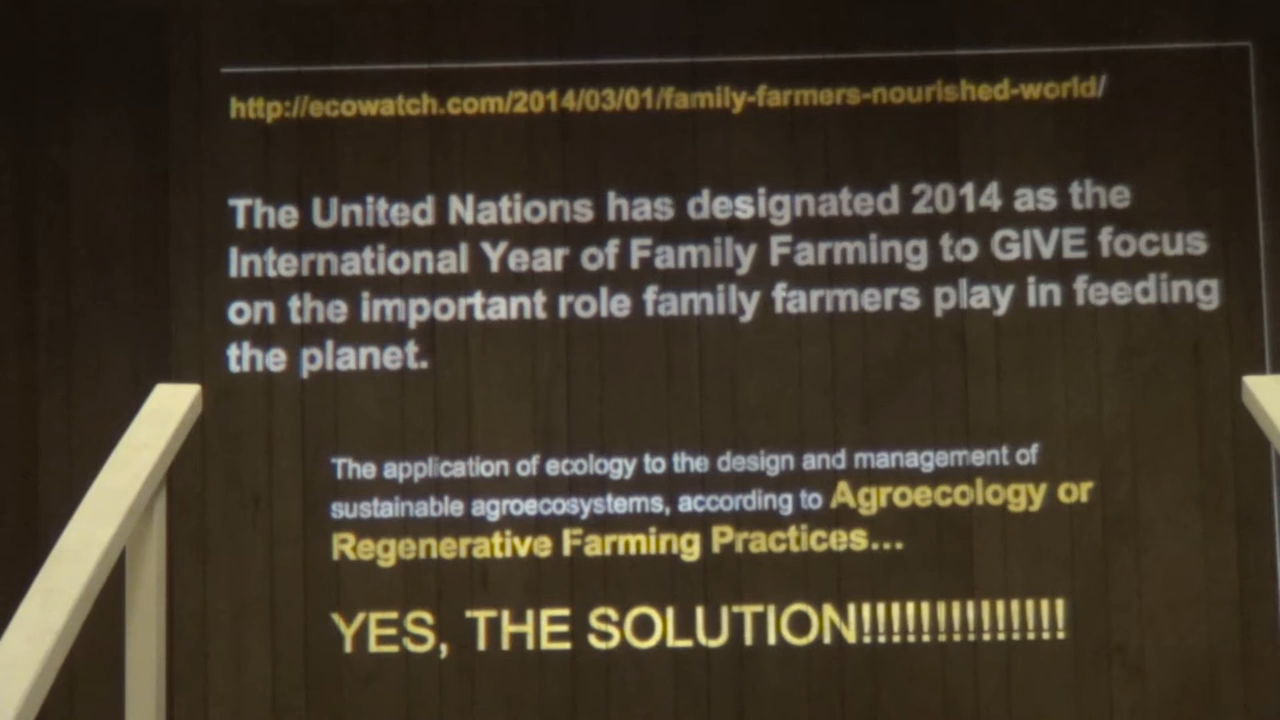 http://ecowatch.com/2014/03/01/family-farmers-nourished-world/
The United Nations has designated 2014 as the
International Year of Family Farming to GIVE focus
on the important role family farmers play in feeding
the planet.
The application of ecology to the design and management of
sustainable agroecosystems, according to Agroecology or
Regenerative Farming Practices...
YES, THE SOLUTION!!!!!!!!!!!!!!!